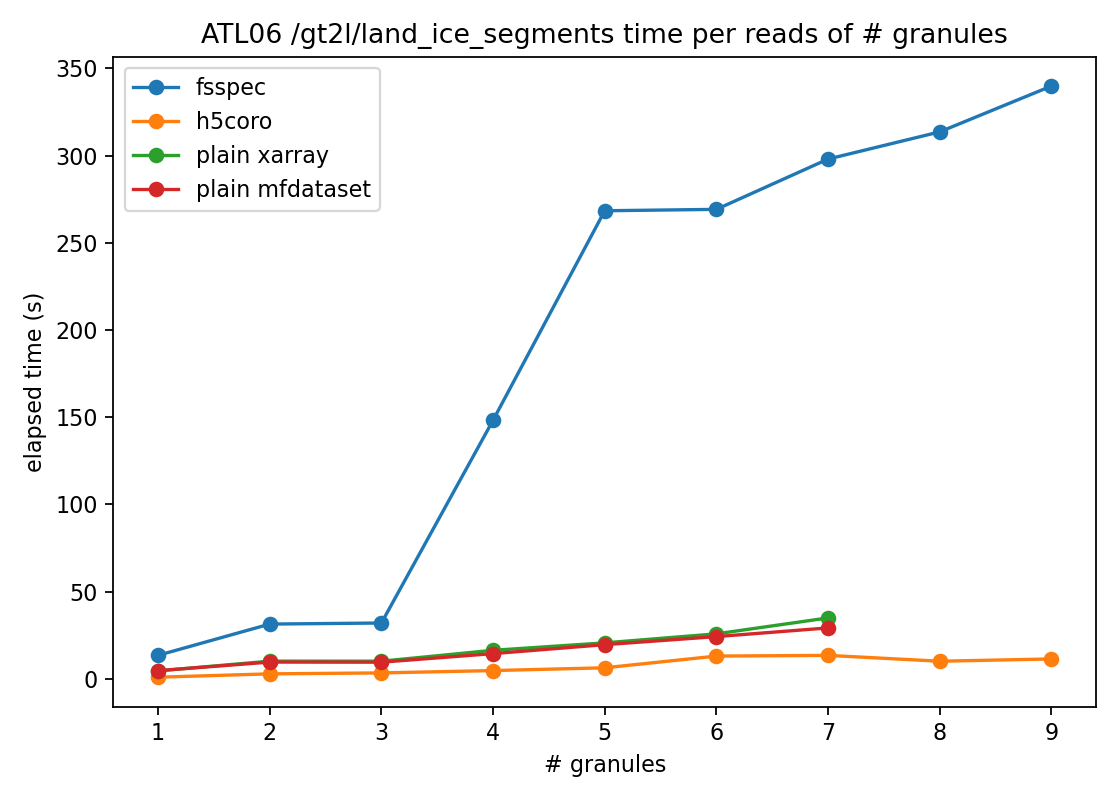 ATL06 /gt2l/land_ice_segments time per reads of # granules
fsspec
h5coro
plain xarray
plain mfdataset
elapsed time (s)
350
300
250
200
150
100
50
0
1 2 3 4 5 6 7 8 9
# granules